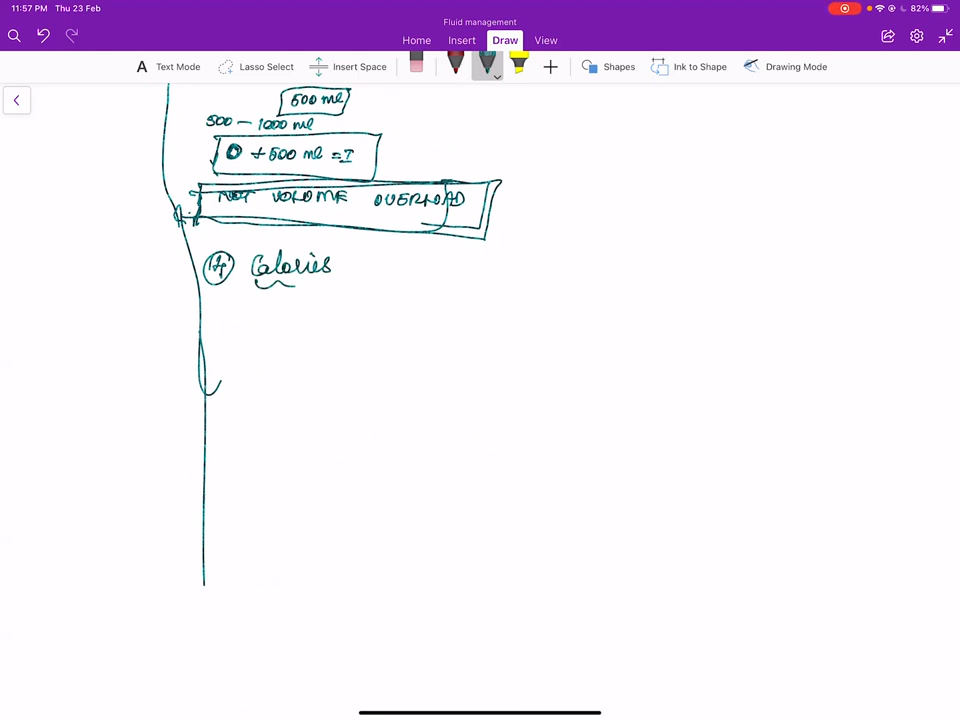 11:57 PM Thu 23 Feb
82%
Fluid management
Home Insert Draw View
A Text Mode Lasso Select Insert Space Shapes Ink to Shape Drawing Mode
500 ml
500 — 1000 ml
O + 500 ml = I
NOT VOLUME OVERLOAD
Calories